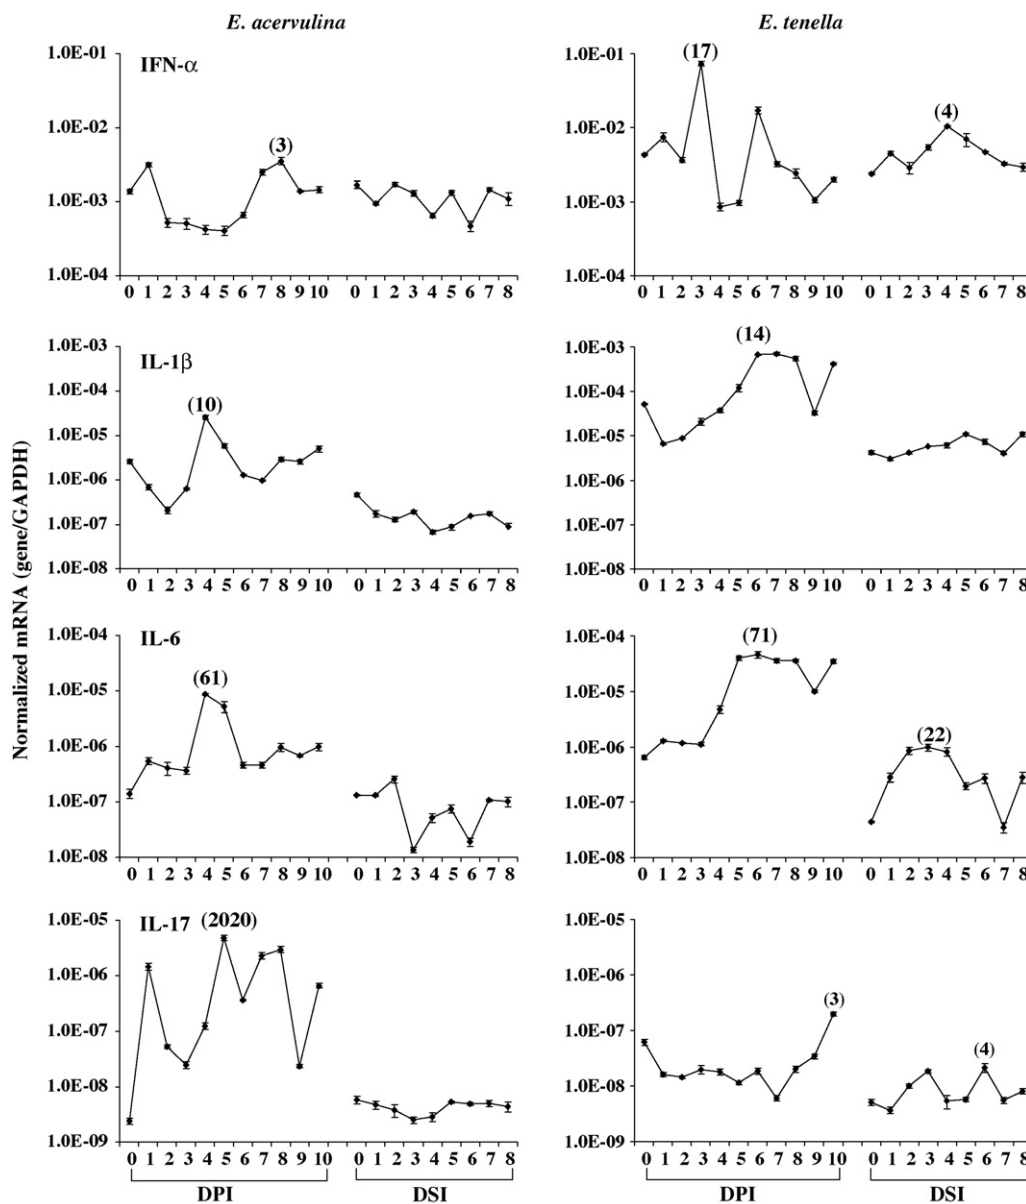 E. acervulina E. tenella
Normalized mRNA (gene/GAPDH)
IFN-α
1.0E-01
1.0E-02
1.0E-03
1.0E-04
(3)
0 1 2 3 4 5 6 7 8 9 10 0 1 2 3 4 5 6 7 8
1.0E-01
1.0E-02
1.0E-03
1.0E-04
(17)
(4)
0 1 2 3 4 5 6 7 8 9 10 0 1 2 3 4 5 6 7 8
IL-1β
1.0E-03
1.0E-04
1.0E-05
1.0E-06
1.0E-07
1.0E-08
(10)
0 1 2 3 4 5 6 7 8 9 10 0 1 2 3 4 5 6 7 8
1.0E-03
1.0E-04
1.0E-05
1.0E-06
1.0E-07
1.0E-08
(14)
0 1 2 3 4 5 6 7 8 9 10 0 1 2 3 4 5 6 7 8
IL-6
1.0E-04
1.0E-05
1.0E-06
1.0E-07
1.0E-08
(61)
0 1 2 3 4 5 6 7 8 9 10 0 1 2 3 4 5 6 7 8
1.0E-04
1.0E-05
1.0E-06
1.0E-07
1.0E-08
(71)
(22)
0 1 2 3 4 5 6 7 8 9 10 0 1 2 3 4 5 6 7 8
IL-17
1.0E-05
1.0E-06
1.0E-07
1.0E-08
1.0E-09
(2020)
0 1 2 3 4 5 6 7 8 9 10 0 1 2 3 4 5 6 7 8
DPI DSI
1.0E-05
1.0E-06
1.0E-07
1.0E-08
1.0E-09
(3)
(4)
0 1 2 3 4 5 6 7 8 9 10 0 1 2 3 4 5 6 7 8
DPI DSI